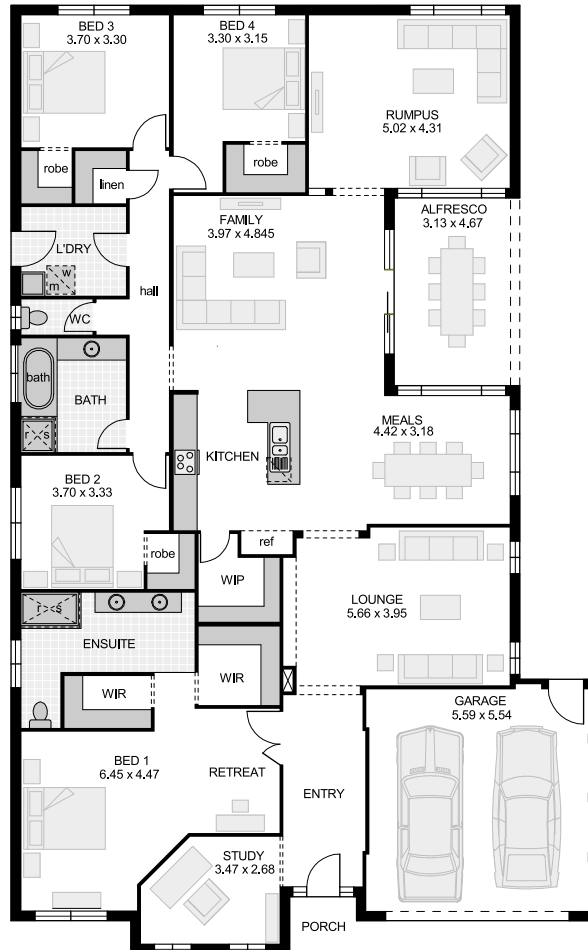 BED 3
3.70 x 3.30
BED 4
3.30 x 3.15
RUMPUS
5.02 x 4.31
robe
linen
robe
FAMILY
3.97 x 4.845
ALFRESCO
3.13 x 4.67
L'DRY
w
m
hall
WC
bath
BATH
r-s
MEALS
4.42 x 3.18
KITCHEN
BED 2
3.70 x 3.33
robe
ref
WIP
LOUNGE
5.66 x 3.95
r-s
ENSUITE
WIR
WIR
GARAGE
5.59 x 5.54
BED 1
6.45 x 4.47
RETREAT
ENTRY
STUDY
3.47 x 2.68
PORCH